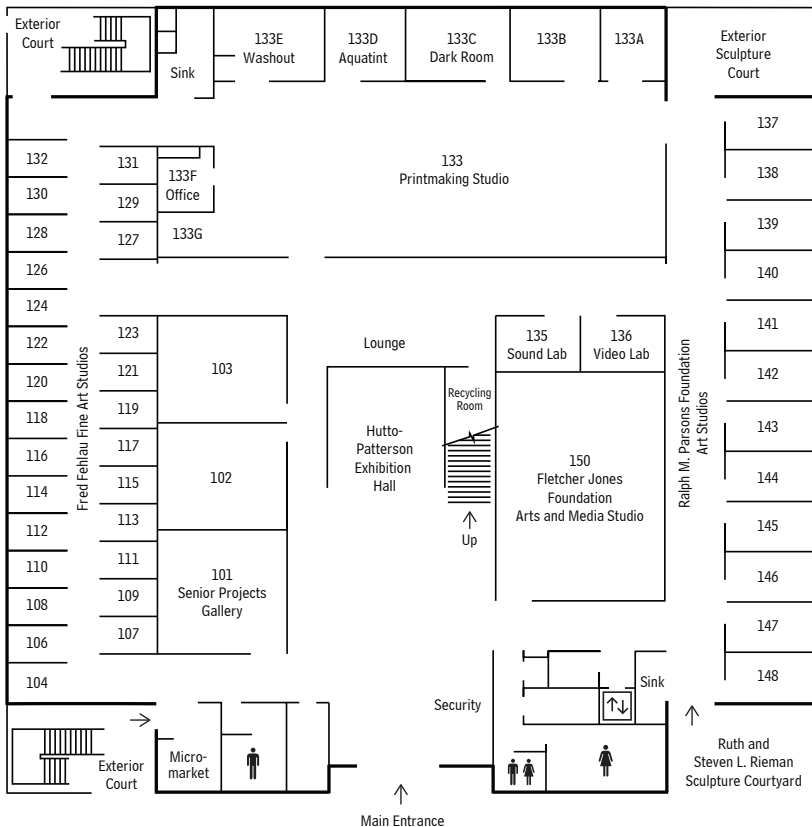 Exterior
Court
Sink
133E
Washout
133D
Aquatint
133C
Dark Room
133B
133A
Exterior
Sculpture
Court
132
130
128
126
124
122
120
118
116
114
112
110
108
106
104
Fred Fehlau Fine Art Studios
131
129
127
133F
Office
133G
133
Printmaking Studio
123
121
119
117
115
113
111
109
107
103
102
101
Senior Projects
Gallery
Lounge
Hutto-
Patterson
Exhibition
Hall
Recycling
Room
Up
135
Sound Lab
136
Video Lab
150
Fletcher Jones
Foundation
Arts and Media Studio
Ralph M. Parsons Foundation
Art Studios
137
138
139
140
141
142
143
144
145
146
147
148
Security
Sink
Exterior
Court
Micro-
market
Ruth and
Steven L. Rieman
Sculpture Courtyard
Main Entrance